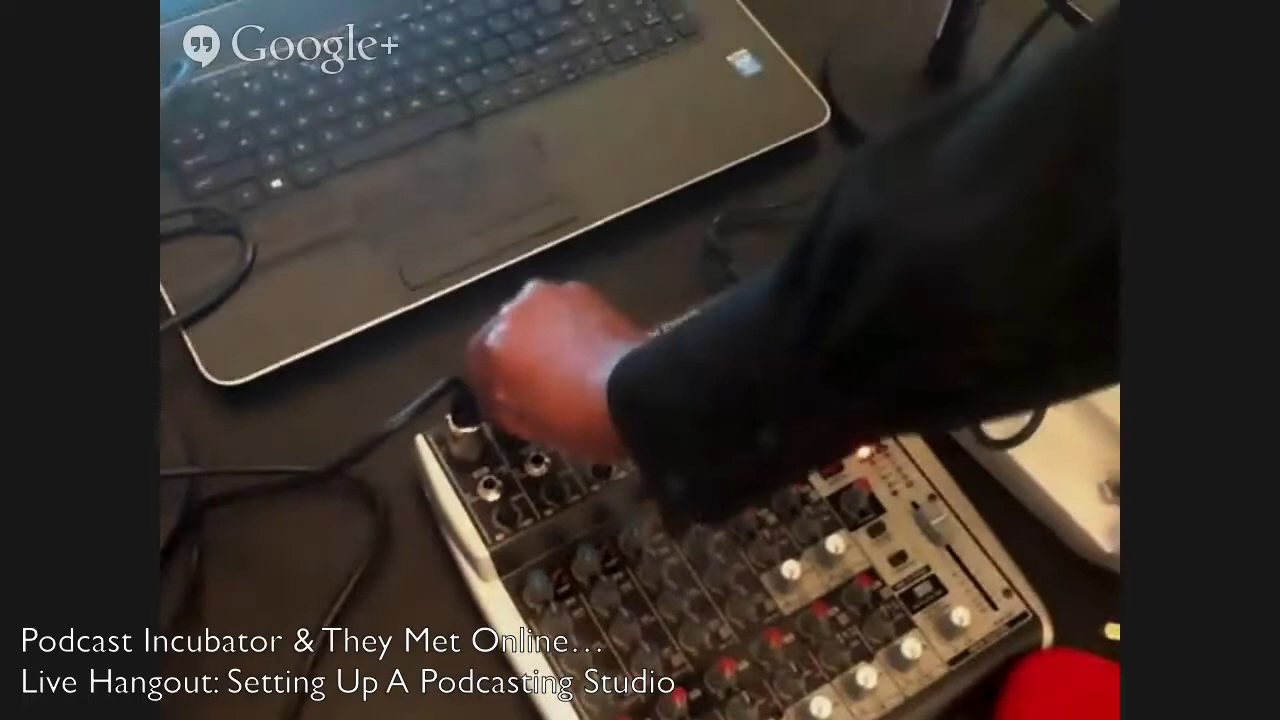 Google+
Podcast Incubator & They Met Online...
Live Hangout: Setting Up A Podcasting Studio